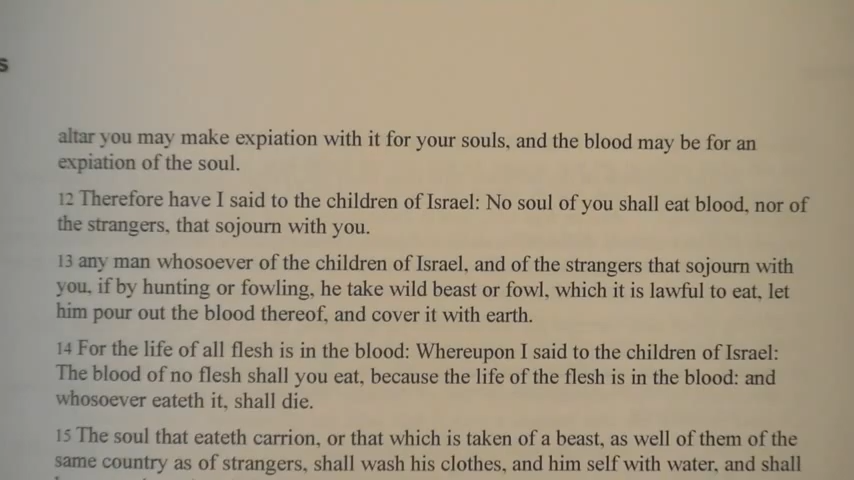 s
altar you may make expiation with it for your souls, and the blood may be for an
expiation of the soul.
12 Therefore have I said to the children of Israel: No soul of you shall eat blood, nor of
the strangers, that sojourn with you.
13 any man whosoever of the children of Israel, and of the strangers that sojourn with
you, if by hunting or fowling, he take wild beast or fowl, which it is lawful to eat, let
him pour out the blood thereof, and cover it with earth.
14 For the life of all flesh is in the blood: Whereupon I said to the children of Israel:
The blood of no flesh shall you eat, because the life of the flesh is in the blood: and
whosoever eateth it, shall die.
15 The soul that eateth carrion, or that which is taken of a beast, as well of them of the
same country as of strangers, shall wash his clothes, and him self with water, and shall